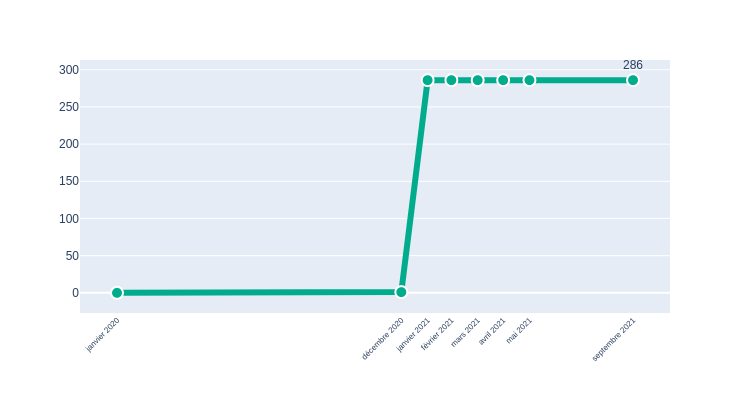 286
300
250
200
150
100
50
0
janvier 2020
décembre 2020
janvier 2021
février 2021
mars 2021
avril 2021
mai 2021
septembre 2021